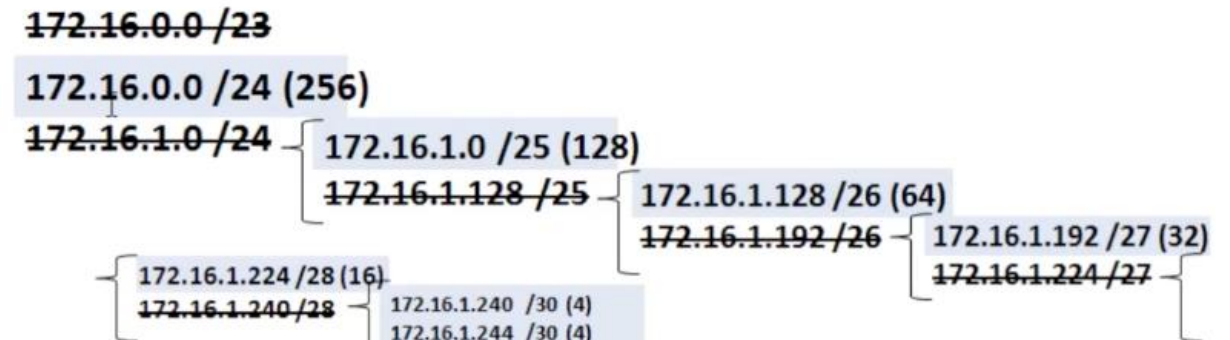 172.16.0.0 /23
172.16.0.0 /24 (256)
172.16.1.0 /24
172.16.1.0 /25 (128)
172.16.1.128 /25
172.16.1.128 /26 (64)
172.16.1.192 /26
172.16.1.192 /27 (32)
172.16.1.224 /27
172.16.1.224 /28 (16)
172.16.1.240 /28
172.16.1.240 /30 (4)
172.16.1.244 /30 (4)